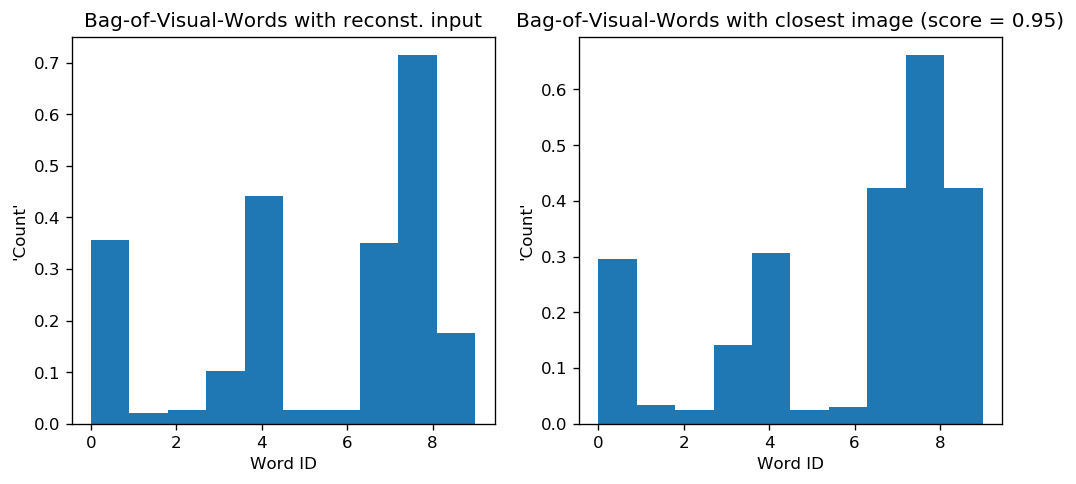 Bag-of-Visual-Words with reconst. input
0.7
0.6
0.5
0.4
0.3
0.2
0.1
0.0
'Count'
0 2 4 6 8
Word ID
Bag-of-Visual-Words with closest image (score = 0.95)
0.6
0.5
0.4
0.3
0.2
0.1
0.0
'Count'
0 2 4 6 8
Word ID